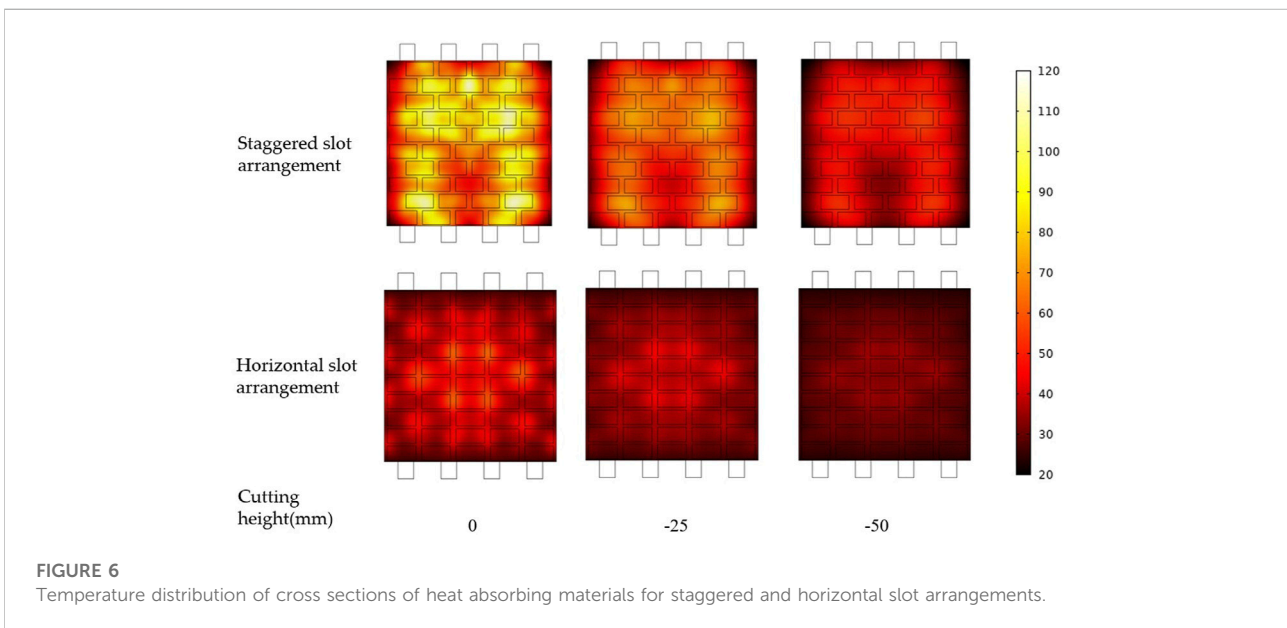 Staggered slot
arrangement
Horizontal slot
arrangement
Cutting
height(mm)
0
-25
-50
120
110
100
90
80
70
60
50
40
30
20
FIGURE 6
Temperature distribution of cross sections of heat absorbing materials for staggered and horizontal slot arrangements.